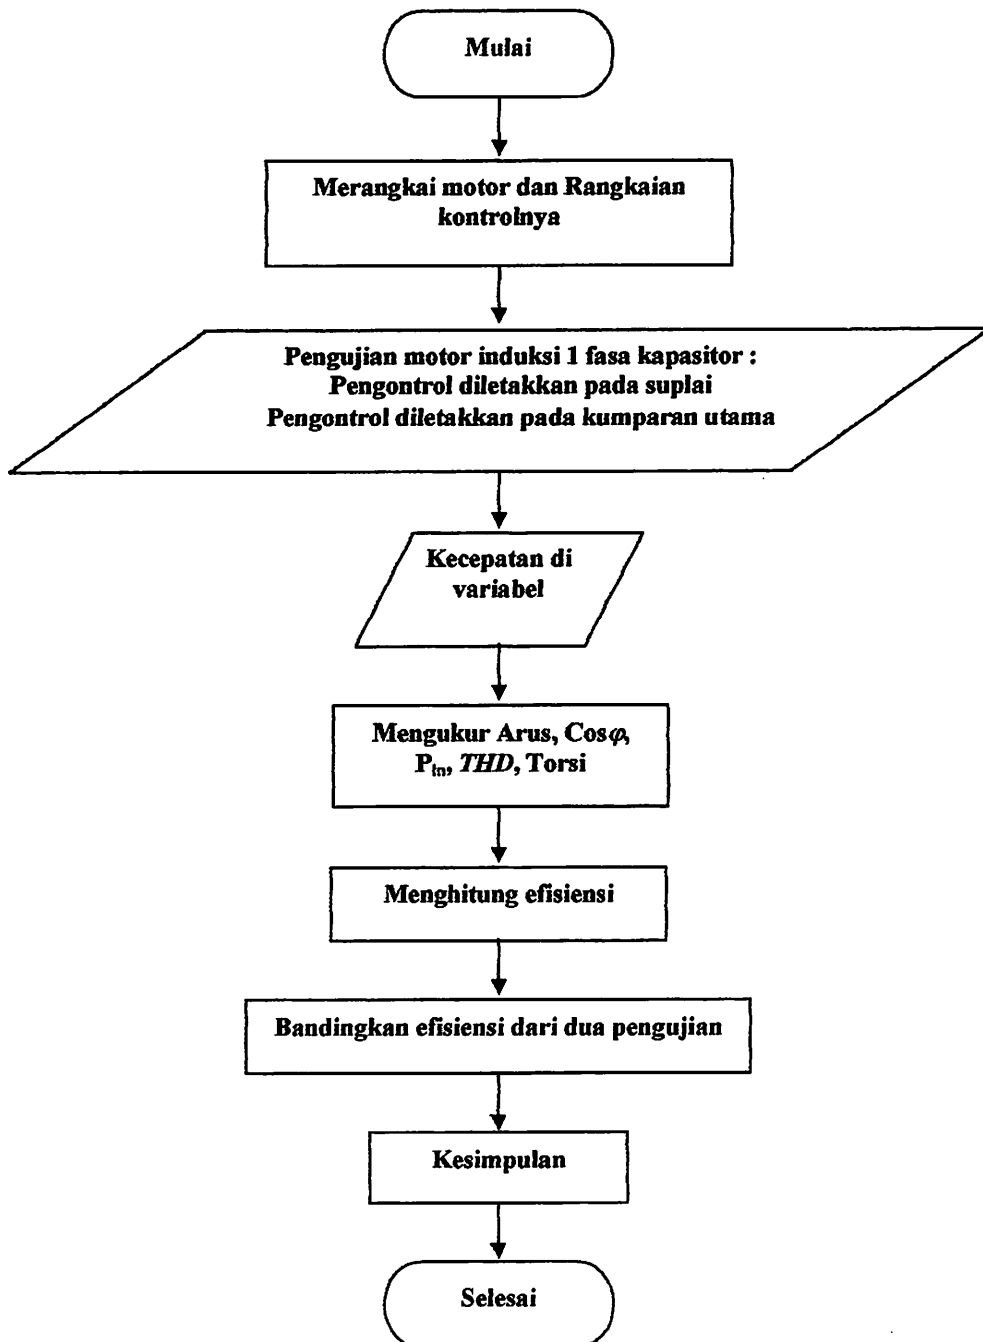 Mulai
Merangkai motor dan Rangkaian
kontrolnya
Pengujian motor induksi 1 fasa kapasitor :
Pengontrol diletakkan pada suplai
Pengontrol diletakkan pada kumparan utama
Kecepatan di
variabel
Mengukur Arus, Cosφ,
Pᵢₙ, THD, Torsi
Menghitung efisiensi
Bandingkan efisiensi dari dua pengujian
Kesimpulan
Selesai